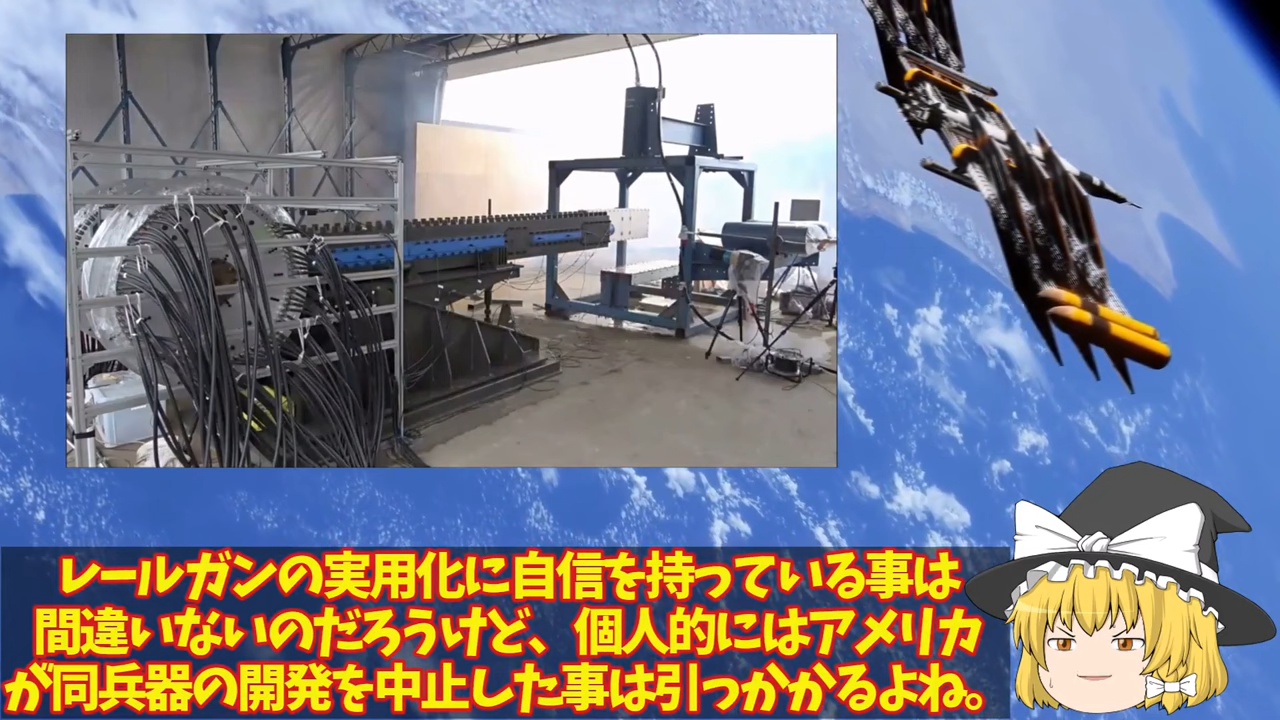 レールガンの実用化に自信を持っている事は
間違いないのだろうけど、個人的にはアメリカ
が同兵器の開発を中止した事は引っかかるよね。